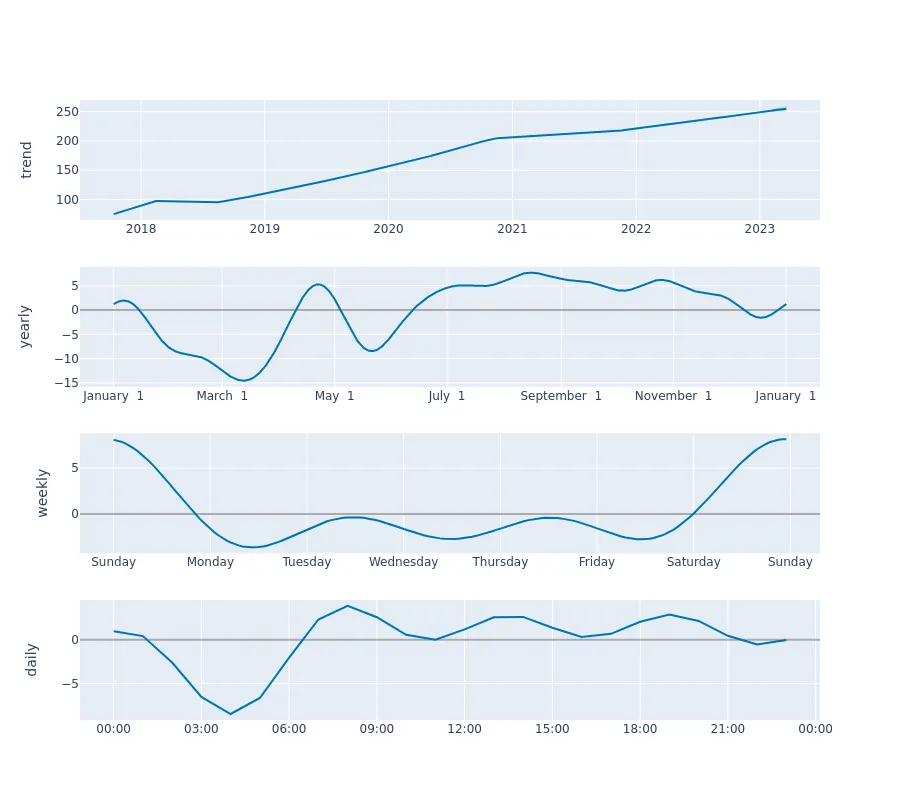 trend
250
200
150
100
2018 2019 2020 2021 2022 2023
yearly
5
0
−5
−10
−15
January 1 March 1 May 1 July 1 September 1 November 1 January 1
weekly
5
0
Sunday Monday Tuesday Wednesday Thursday Friday Saturday Sunday
daily
0
−5
00:00 03:00 06:00 09:00 12:00 15:00 18:00 21:00 00:00